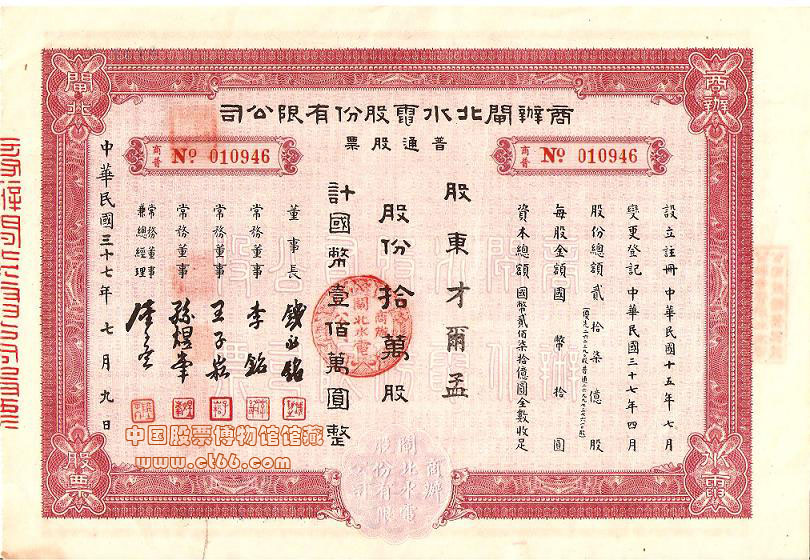 商辦閘北水電股份有限公司
普通股票
商普 № 010946
商普 № 010946
設立註冊 中華民國十五年七月
變更登記 中華民國三十七年四月
股份總額貳拾柒億股
每股金額國幣拾圓
資本總額 國幣貳佰柒拾億圓全數收足
股東才爾孟
股份拾萬股
計國幣壹佰萬圓整
董事長
常務董事 李銘
常務董事 王子崧
常務董事 孫煜峯
常務董事兼總經理
中華民國三十七年七月九日
商辦
閘北
水電
股票
商辦閘北水電股份有限公司
中国股票博物馆馆藏
www.ct66.com